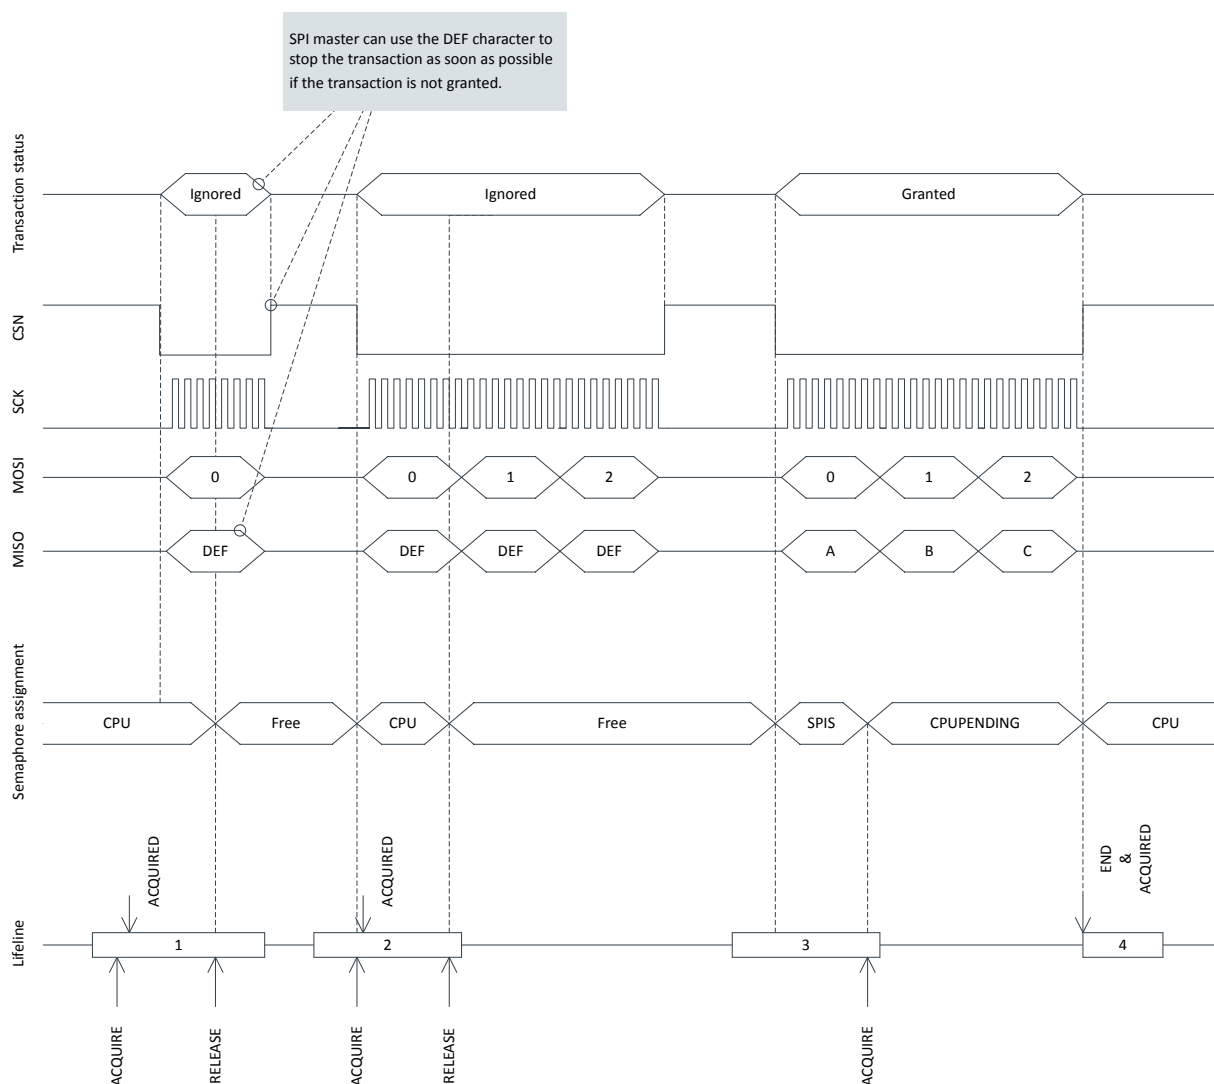 SPI master can use the DEF character to
stop the transaction as soon as possible
if the transaction is not granted.
Transaction status
Ignored
Ignored
Granted
CSN
SCK
MOSI
0
0
1
2
0
1
2
MISO
DEF
DEF
DEF
DEF
A
B
C
Semaphore assignment
CPU
Free
CPU
Free
SPIS
CPUPENDING
CPU
ACQUIRED
ACQUIRED
END
&
ACQUIRED
Lifeline
1
2
3
4
ACQUIRE
RELEASE
ACQUIRE
RELEASE
ACQUIRE